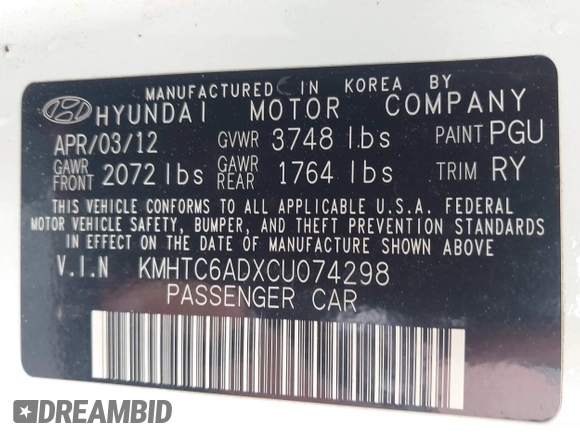 MANUFACTURED IN KOREA BY
HYUNDAI MOTOR COMPANY
APR/03/12 GVWR 3748 lbs PAINT PGU
GAWR FRONT 2072 lbs GAWR REAR 1764 lbs TRIM RY
THIS VEHICLE CONFORMS TO ALL APPLICABLE U.S.A. FEDERAL
MOTOR VEHICLE SAFETY, BUMPER, AND THEFT PREVENTION STANDARDS
IN EFFECT ON THE DATE OF MANUFACTURE SHOWN ABOVE.
V.I.N KMHTC6ADXCU074298
PASSENGER CAR
DREAMBID